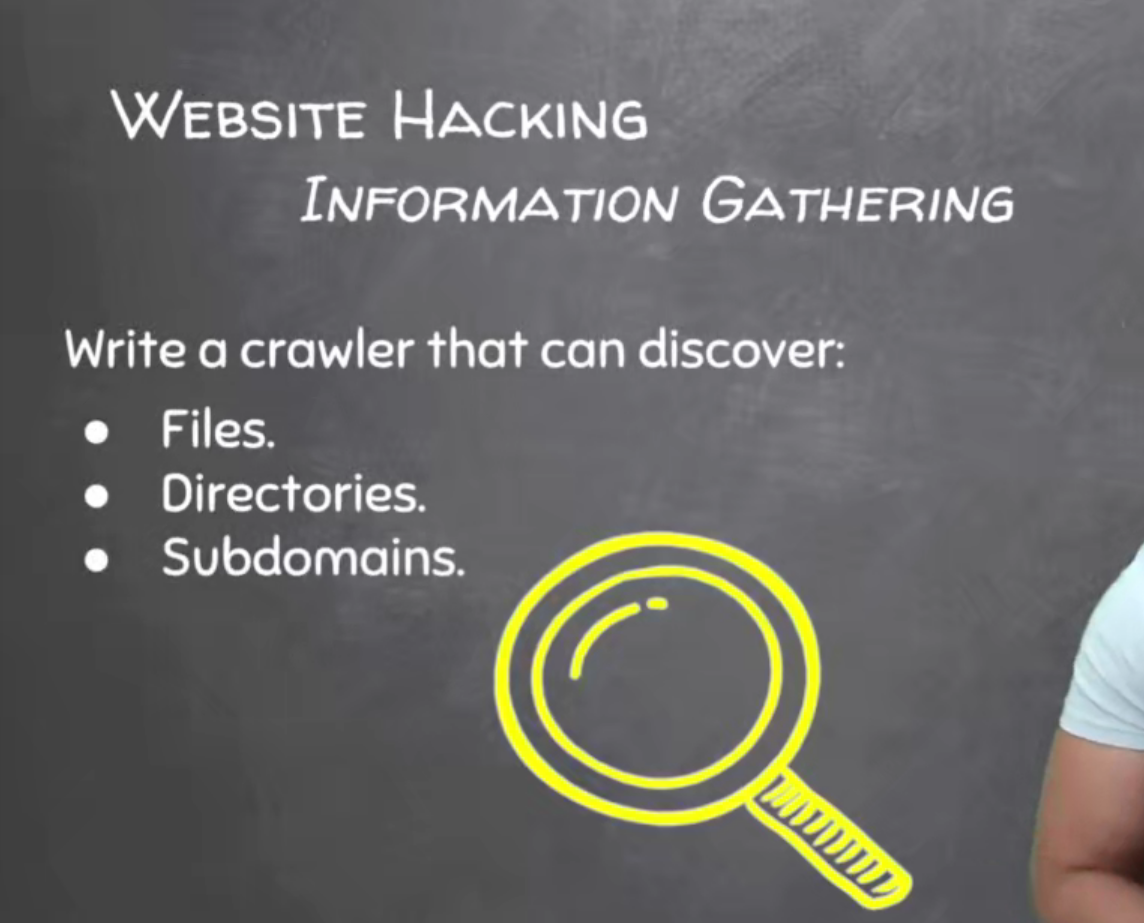 Website Hacking
Information Gathering
Write a crawler that can discover:
● Files.
● Directories.
● Subdomains.